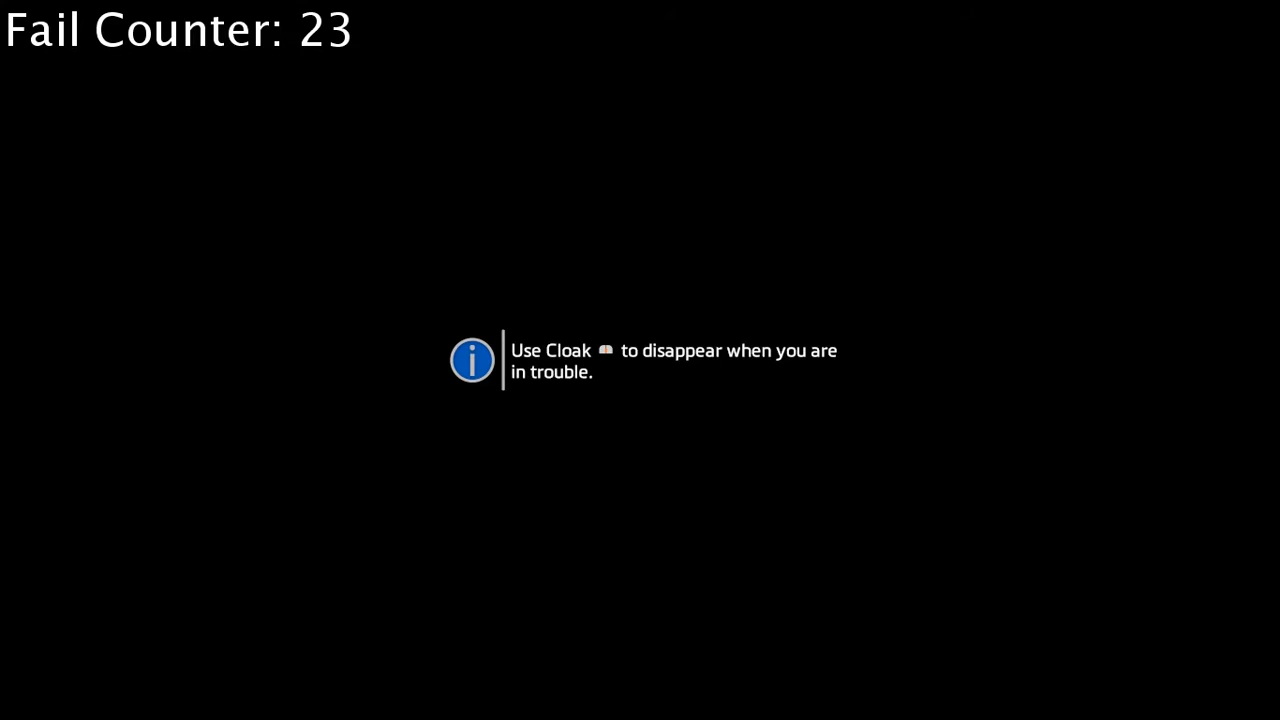 Fail Counter: 23
Use Cloak to disappear when you are
in trouble.